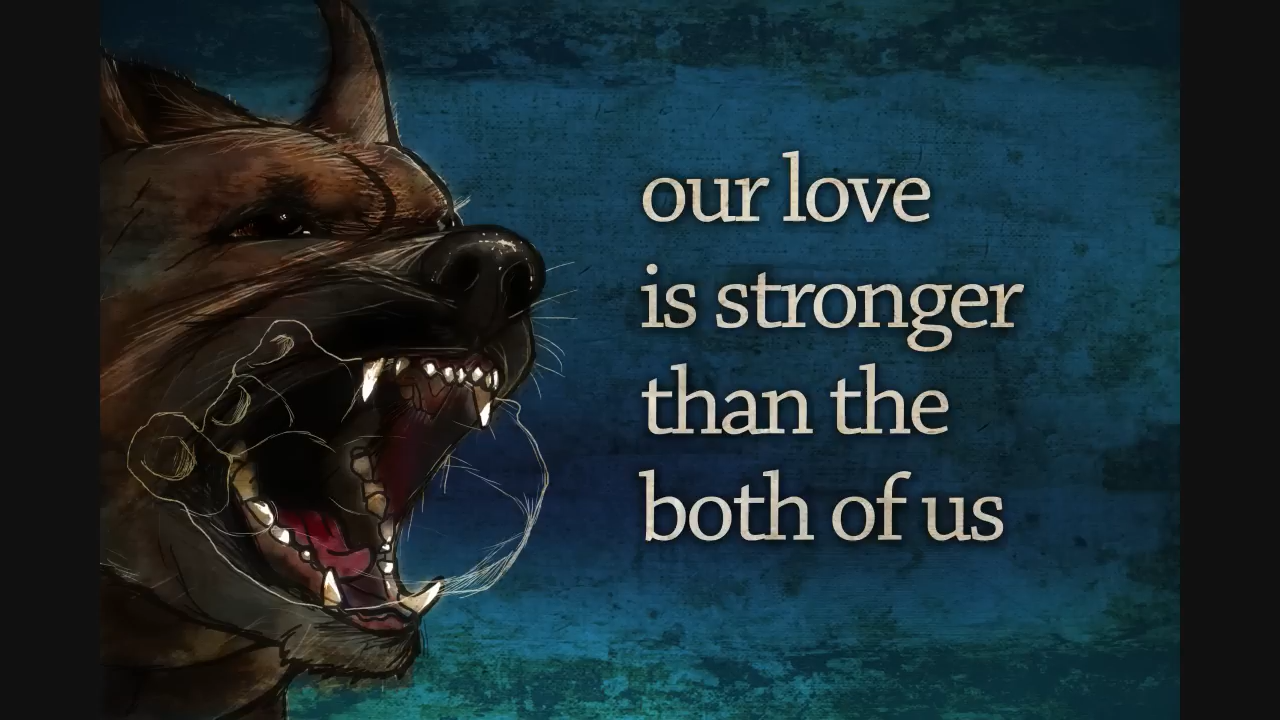 our love
is stronger
than the
both of us